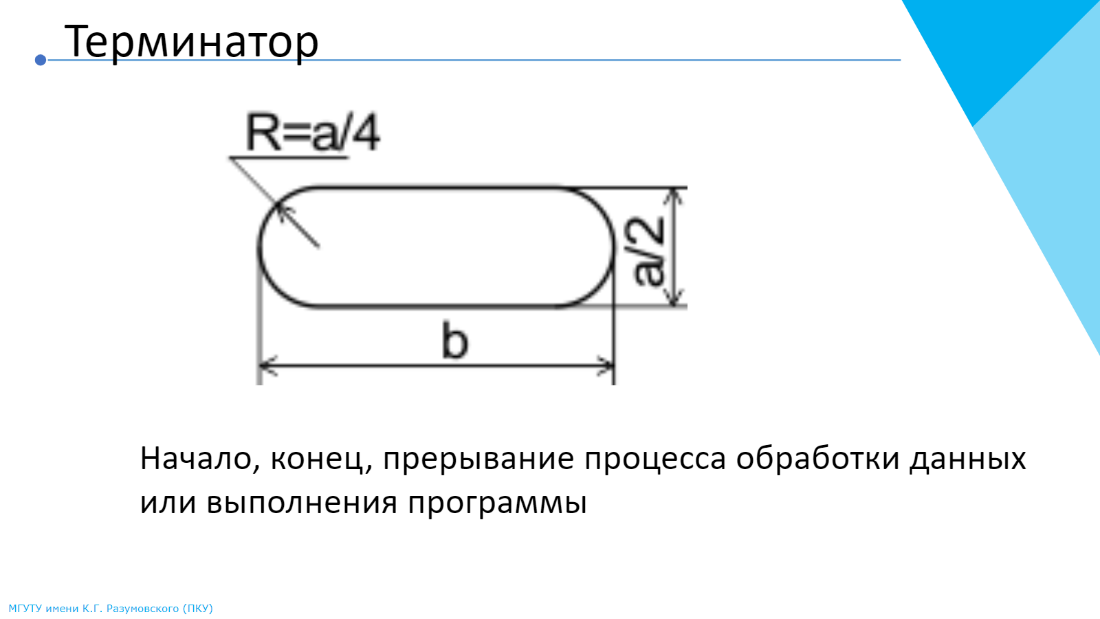 Терминатор
R=a/4
a/2
b
Начало, конец, прерывание процесса обработки данных
или выполнения программы
МГУТУ имени К.Г. Разумовского (ПКУ)